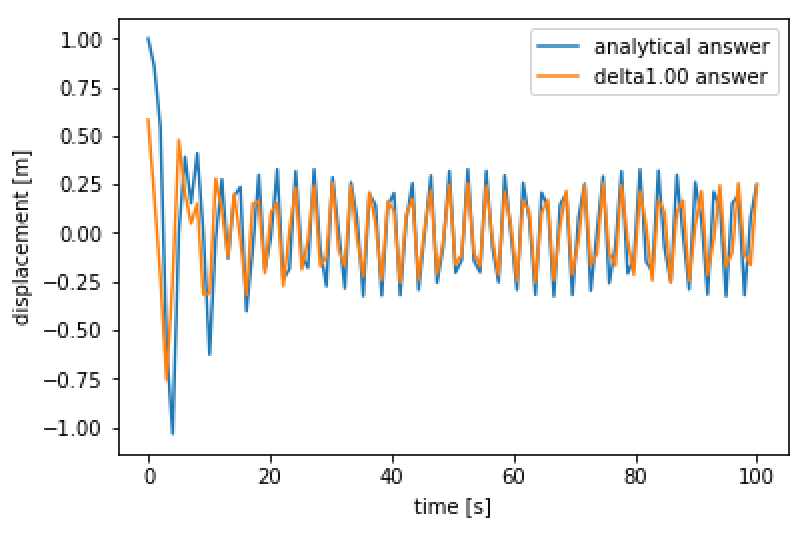 analytical answer
delta1.00 answer
1.00
0.75
0.50
0.25
0.00
−0.25
−0.50
−0.75
−1.00
displacement [m]
0 20 40 60 80 100
time [s]